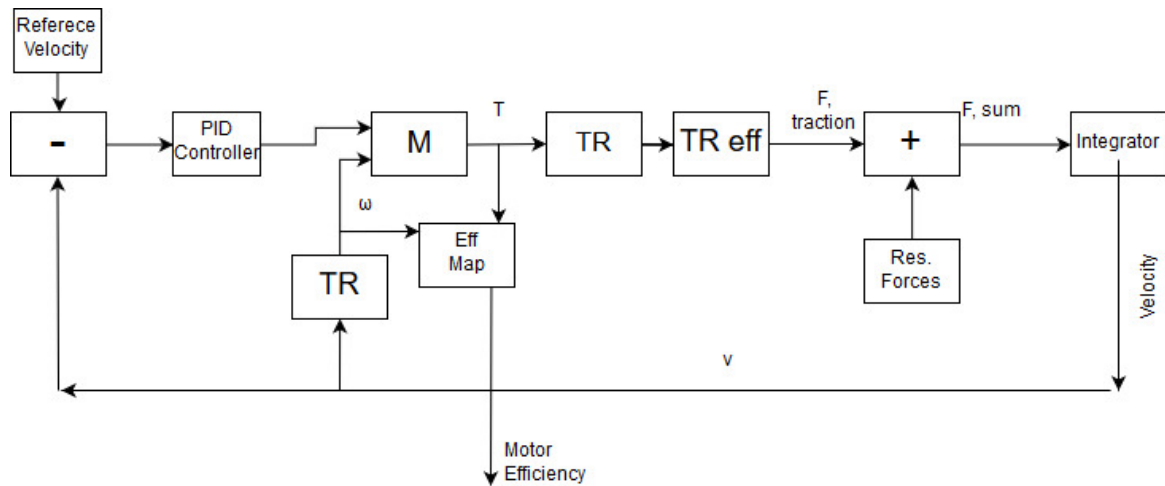 Referece
Velocity
-
PID
Controller
M
T
TR
TR eff
F,
traction
+
F, sum
Integrator
ω
Eff
Map
TR
Res.
Forces
Velocity
v
Motor
Efficiency